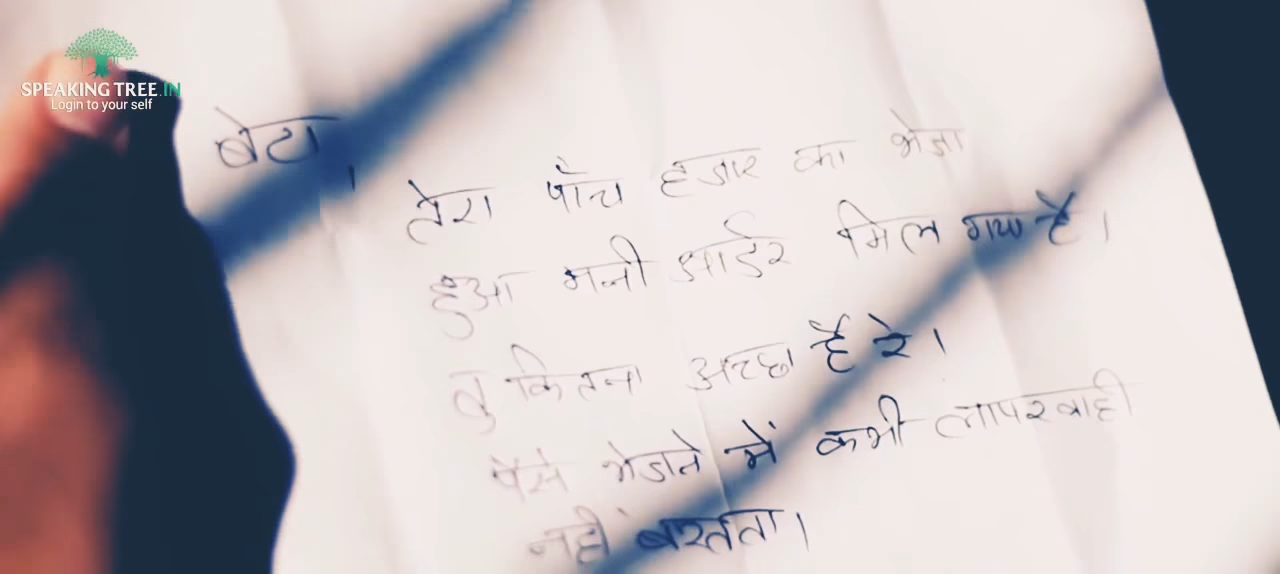 SPEAKING TREE.IN
Login to your self
बेटा,
तेरा पाँच हजार का भेजा
हुआ मनी आर्डर मिल गया है।
तु कितना अच्छा है रे।
पैसे भेजने में कभी लापरवाही
नहीं बरतता।